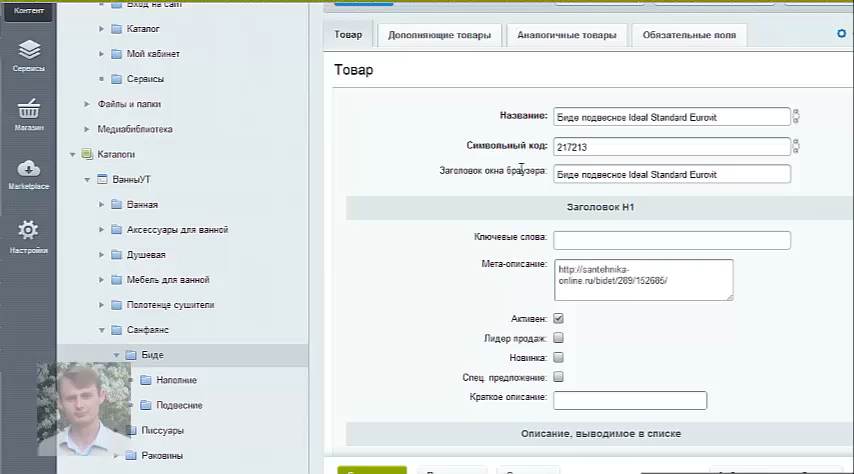 Контент
Сервисы
Магазин
Marketplace
Настройки
Вход на сайт
Каталог
Мой кабинет
Сервисы
Файлы и папки
Медиабиблиотека
Каталоги
ВанныУТ
Ванная
Аксессуары для ванной
Душевая
Мебель для ванной
Полотенце сушители
Санфаянс
Биде
Наполние
Подвесние
Писсуары
Раковины
Товар
Дополняющие товары
Аналогичные товары
Обязательные поля
Товар
Название: Биде подвесное Ideal Standard Eurovit
Символьный код: 217213
Заголовок окна браузера: Биде подвесное Ideal Standard Eurovit
Заголовок H1
Ключевые слова:
Мета-описание: http://santehnika-
online.ru/bidet/289/152685/
Активен:
Лидер продаж:
Новинка:
Спец. предложение:
Краткое описание:
Описание, выводимое в списке